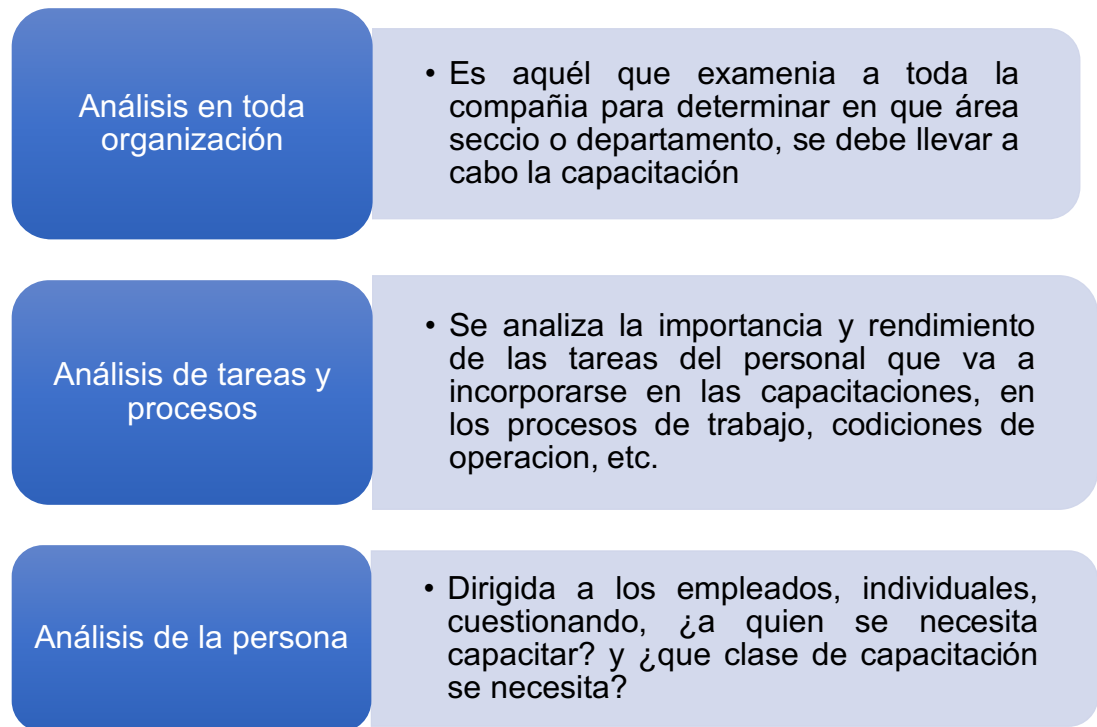 Análisis en toda
organización
• Es aquél que examenia a toda la
compañia para determinar en que área
seccio o departamento, se debe llevar a
cabo la capacitación
Análisis de tareas y
procesos
• Se analiza la importancia y rendimiento
de las tareas del personal que va a
incorporarse en las capacitaciones, en
los procesos de trabajo, codiciones de
operacion, etc.
Análisis de la persona
• Dirigida a los empleados, individuales,
cuestionando, ¿a quien se necesita
capacitar? y ¿que clase de capacitación
se necesita?